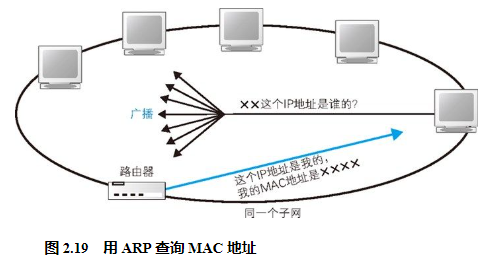 ××这个IP地址是谁的?
广播
路由器
这个IP地址是我的,
我的MAC地址是××××
同一个子网
图 2.19 用 ARP 查询 MAC 地址